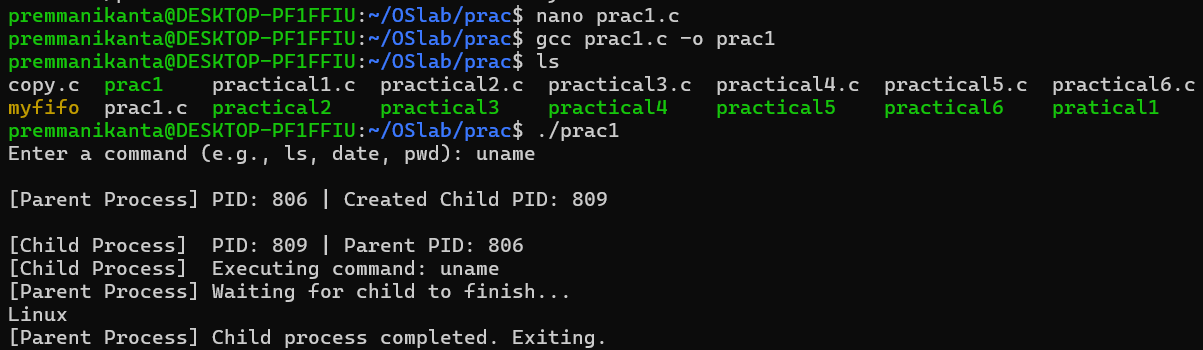 premmanikanta@DESKTOP-PF1FFIU:~/OSlab/prac$ nano prac1.c
premmanikanta@DESKTOP-PF1FFIU:~/OSlab/prac$ gcc prac1.c -o prac1
premmanikanta@DESKTOP-PF1FFIU:~/OSlab/prac$ ls
copy.c  prac1    practical1.c  practical2.c  practical3.c  practical4.c  practical5.c  practical6.c
myfifo  prac1.c  practical2    practical3    practical4    practical5    practical6    pratical1
premmanikanta@DESKTOP-PF1FFIU:~/OSlab/prac$ ./prac1
Enter a command (e.g., ls, date, pwd): uname
[Parent Process] PID: 806 | Created Child PID: 809
[Child Process]  PID: 809 | Parent PID: 806
[Child Process]  Executing command: uname
[Parent Process] Waiting for child to finish...
Linux
[Parent Process] Child process completed. Exiting.